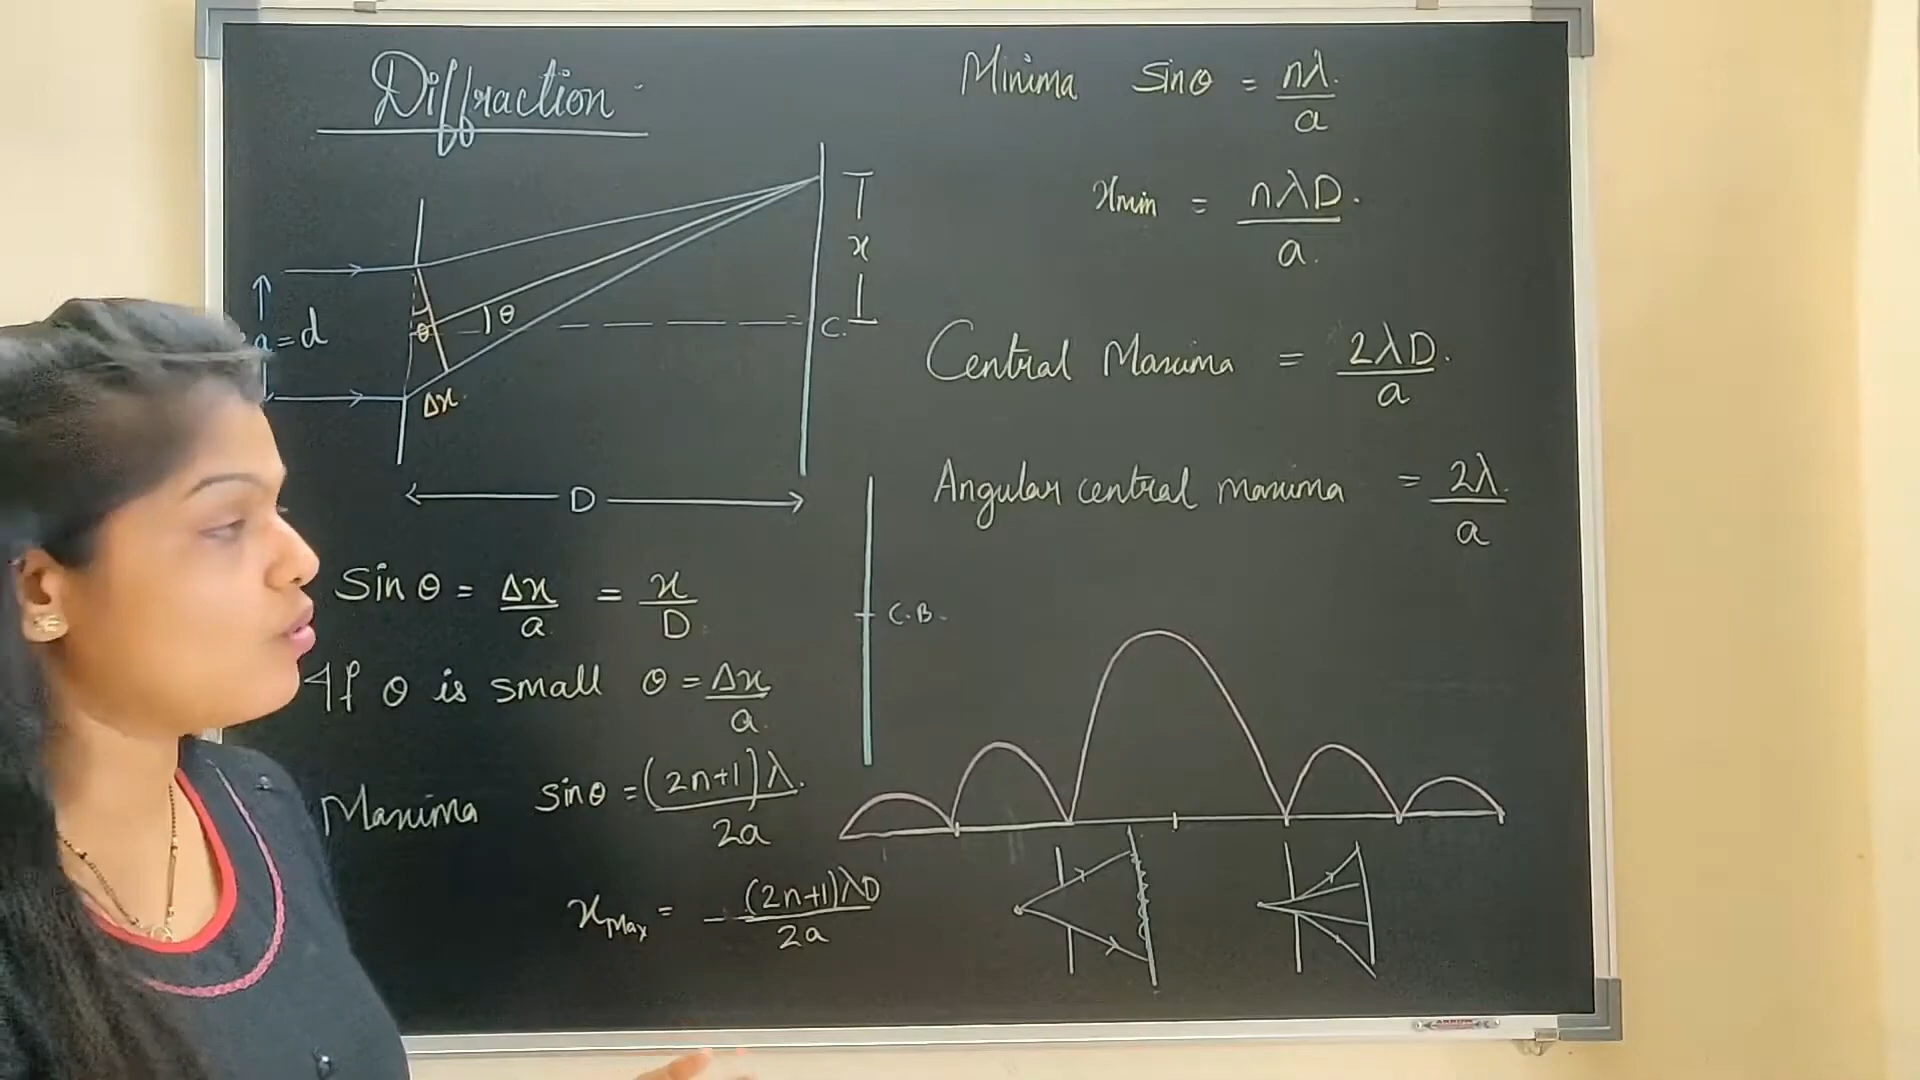 Diffraction
a = d
θ
θ
Δx
x
C.
D
Sin θ = Δx/a = x/D
If θ is small θ = Δx/a
Maxima sinθ = (2n+1)λ/2a
xMax = - (2n+1)λD/2a
Minima Sinθ = nλ/a
xmin = nλD/a
Central Maxima = 2λD/a
Angular central maxima = 2λ/a
C.B.